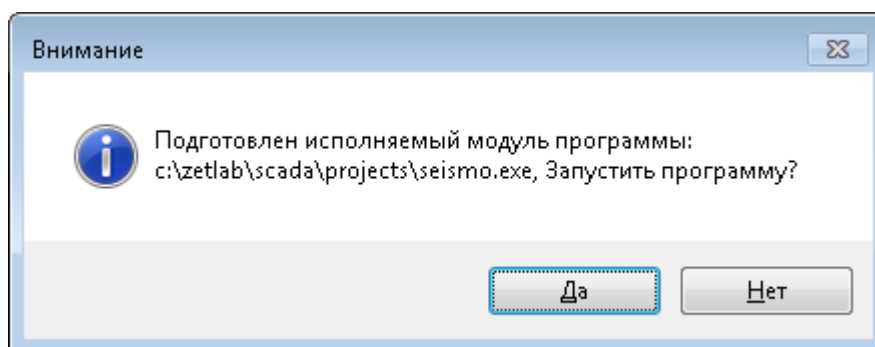 Внимание
Подготовлен исполняемый модуль программы:
c:\zetlab\scada\projects\seismo.exe, Запустить программу?
Да
Нет